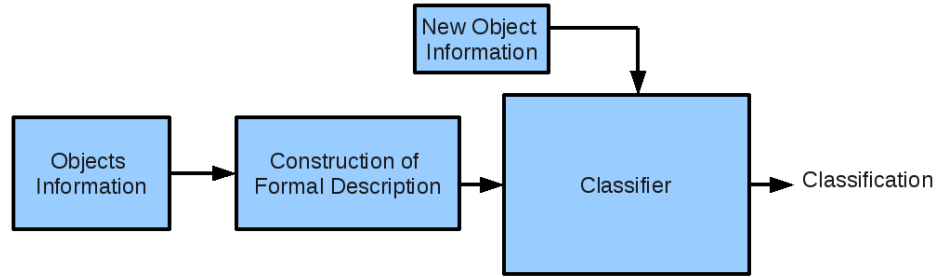 New Object
Information
Objects
Information
Construction of
Formal Description
Classifier
Classification